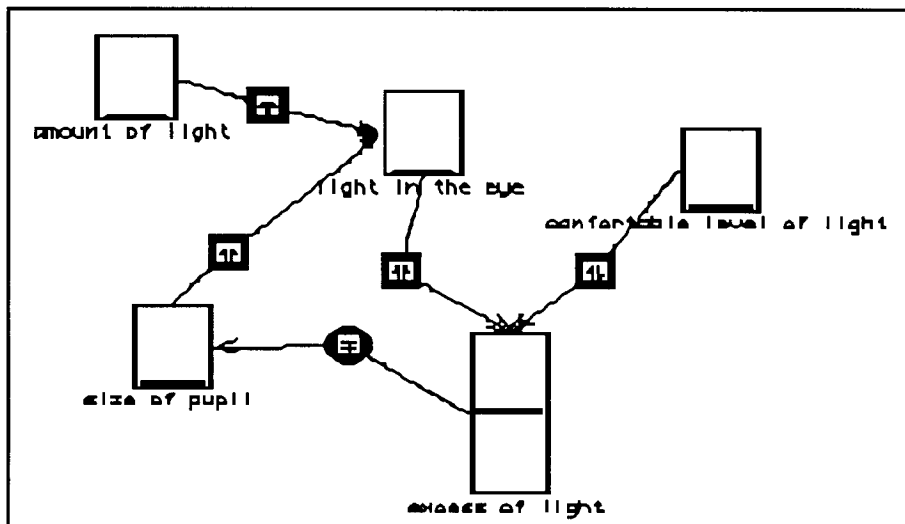 amount of light
light in the eye
comfortable level of light
size of pupil
excess of light